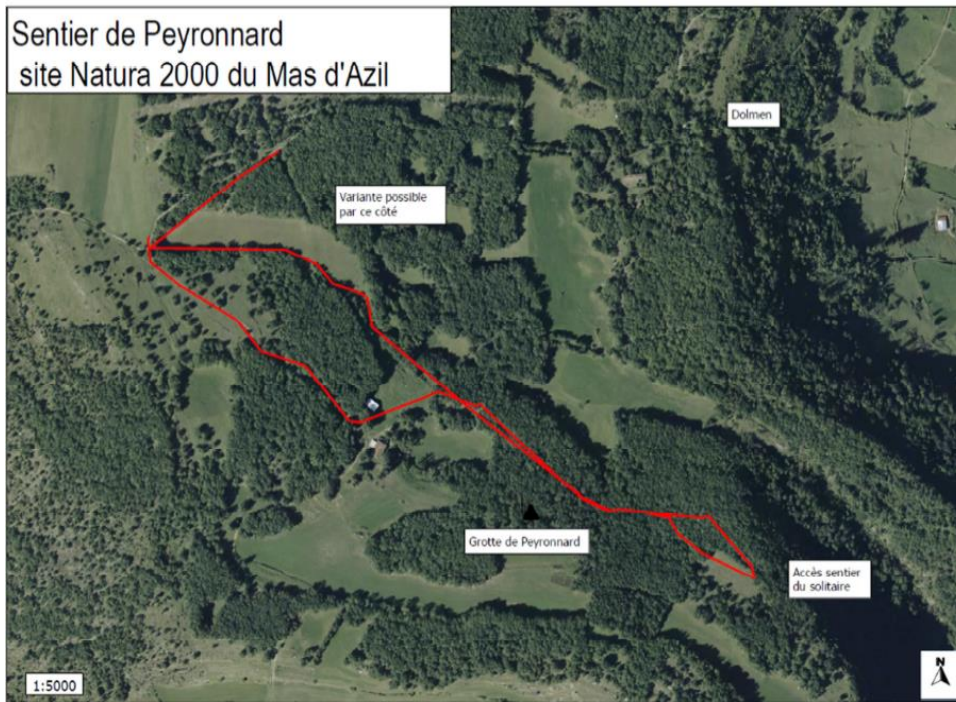 Sentier de Peyronnard
site Natura 2000 du Mas d'Azil
Dolmen
Variante possible
par ce côté
Grotte de Peyronnard
Accès sentier
du solitaire
1:5000
N